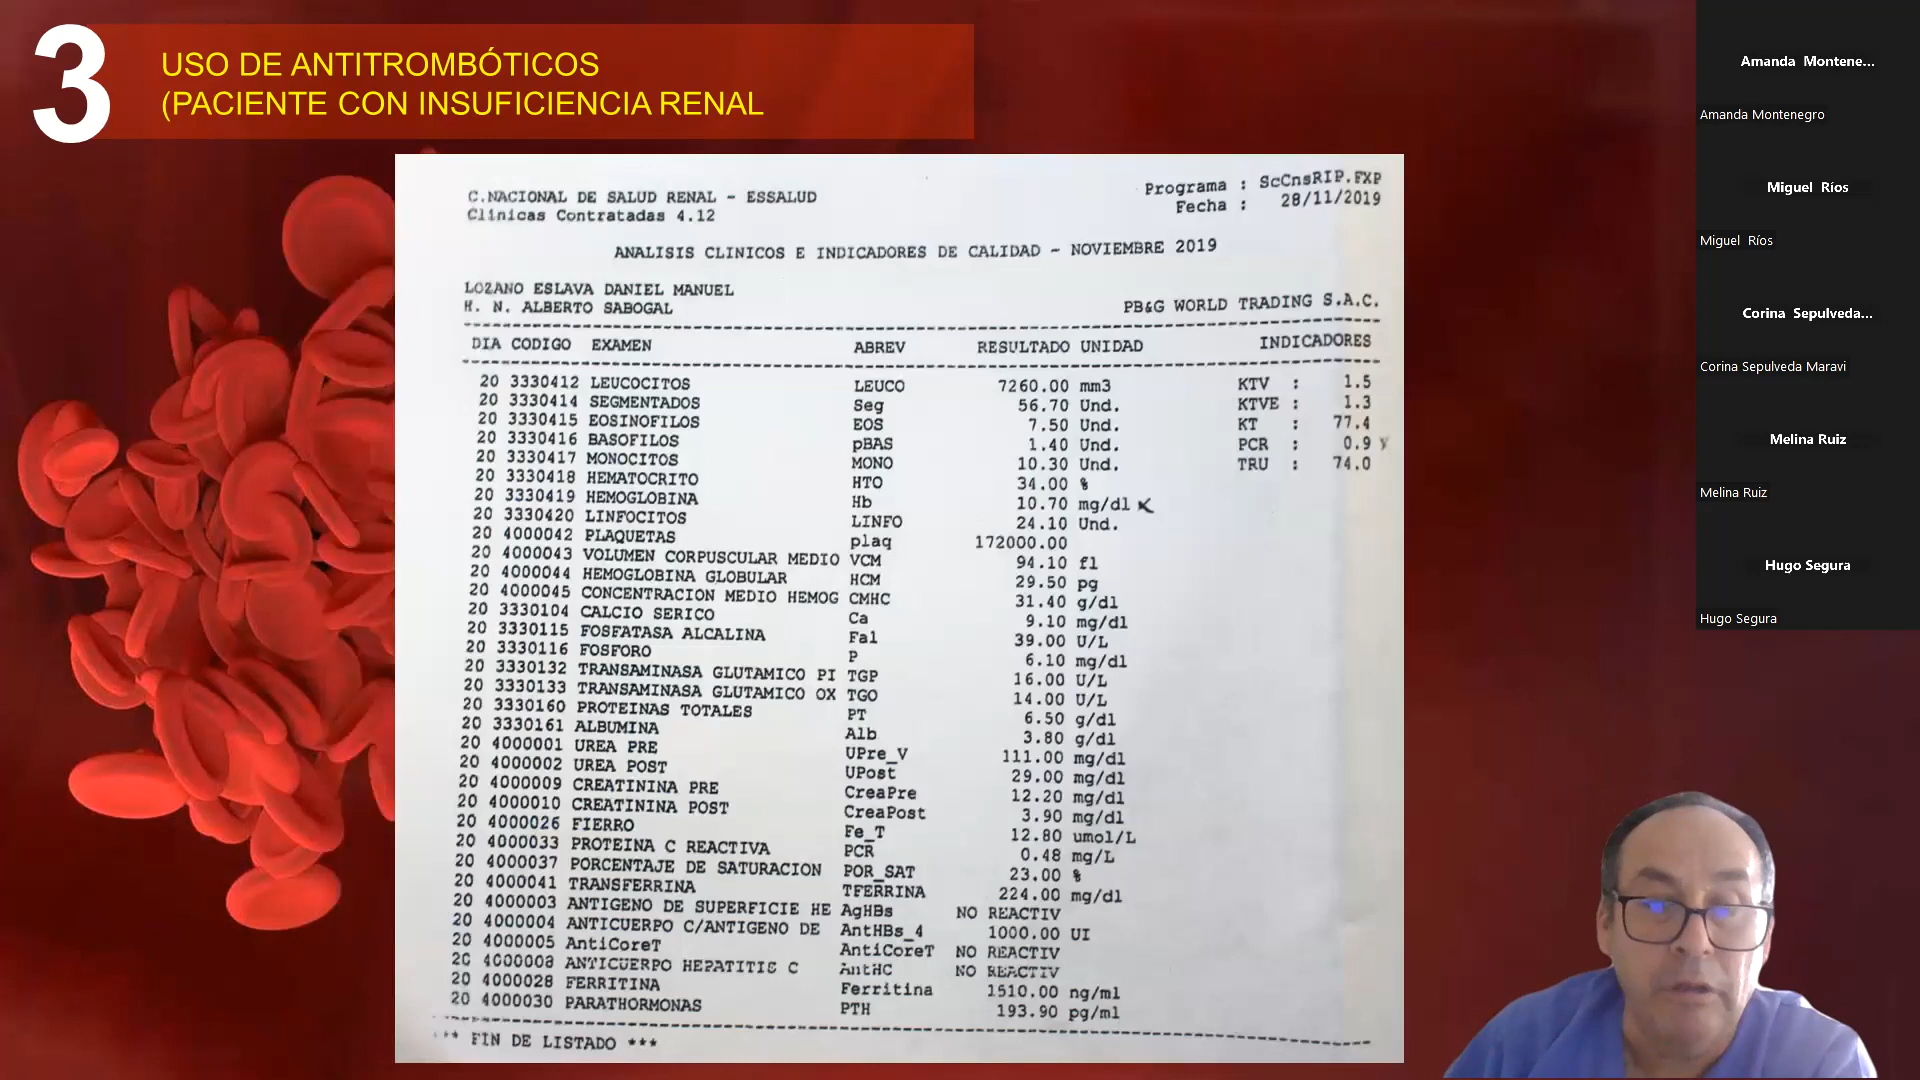 3
USO DE ANTITROMBÓTICOS
(PACIENTE CON INSUFICIENCIA RENAL
C.NACIONAL DE SALUD RENAL - ESSALUD
Clinicas Contratadas 4.12
Programa : ScCnsRIP.FXP
Fecha : 28/11/2019
ANALISIS CLINICOS E INDICADORES DE CALIDAD - NOVIEMBRE 2019
LOZANO ESLAVA DANIEL MANUEL
H. N. ALBERTO SABOGAL
PB&G WORLD TRADING S.A.C.
DIA CODIGO EXAMEN ABREV RESULTADO UNIDAD INDICADORES
20 3330412 LEUCOCITOS LEUCO 7260.00 mm3 KTV : 1.5
20 3330414 SEGMENTADOS Seg 56.70 Und. KTVE : 1.3
20 3330415 EOSINOFILOS EOS 7.50 Und. KT : 77.4
20 3330416 BASOFILOS pBAS 1.40 Und. PCR : 0.9
20 3330417 MONOCITOS MONO 10.30 Und. TRU : 74.0
20 3330418 HEMATOCRITO HTO 34.00 %
20 3330419 HEMOGLOBINA Hb 10.70 mg/dl
20 3330420 LINFOCITOS LINFO 24.10 Und.
20 4000042 PLAQUETAS plaq 172000.00
20 4000043 VOLUMEN CORPUSCULAR MEDIO VCM 94.10 fl
20 4000044 HEMOGLOBINA GLOBULAR HCM 29.50 pg
20 4000045 CONCENTRACION MEDIO HEMOG CMHC 31.40 g/dl
20 3330104 CALCIO SERICO Ca 9.10 mg/dl
20 3330115 FOSFATASA ALCALINA Fal 39.00 U/L
20 3330116 FOSFORO P 6.10 mg/dl
20 3330132 TRANSAMINASA GLUTAMICO PI TGP 16.00 U/L
20 3330133 TRANSAMINASA GLUTAMICO OX TGO 14.00 U/L
20 3330160 PROTEINAS TOTALES PT 6.50 g/dl
20 3330161 ALBUMINA Alb 3.80 g/dl
20 4000001 UREA PRE UPre_V 111.00 mg/dl
20 4000002 UREA POST UPost 29.00 mg/dl
20 4000009 CREATININA PRE CreaPre 12.20 mg/dl
20 4000010 CREATININA POST CreaPost 3.90 mg/dl
20 4000026 FIERRO Fe_T 12.80 umol/L
20 4000033 PROTEINA C REACTIVA PCR 0.48 mg/L
20 4000037 PORCENTAJE DE SATURACION POR_SAT 23.00 %
20 4000041 TRANSFERRINA TFERRINA 224.00 mg/dl
20 4000003 ANTIGENO DE SUPERFICIE HE AgHBs NO REACTIV
20 4000004 ANTICUERPO C/ANTIGENO DE AntHBs_4 1000.00 UI
20 4000005 AntiCoreT AntiCoreT NO REACTIV
20 4000008 ANTICUERPO HEPATITIS C AntHC NO REACTIV
20 4000028 FERRITINA Ferritina 1510.00 ng/ml
20 4000030 PARATHORMONAS PTH 193.90 pg/ml
*** FIN DE LISTADO ***
Amanda Montene...
Amanda Montenegro
Miguel Ríos
Miguel Ríos
Corina Sepulveda...
Corina Sepulveda Maravi
Melina Ruiz
Melina Ruiz
Hugo Segura
Hugo Segura